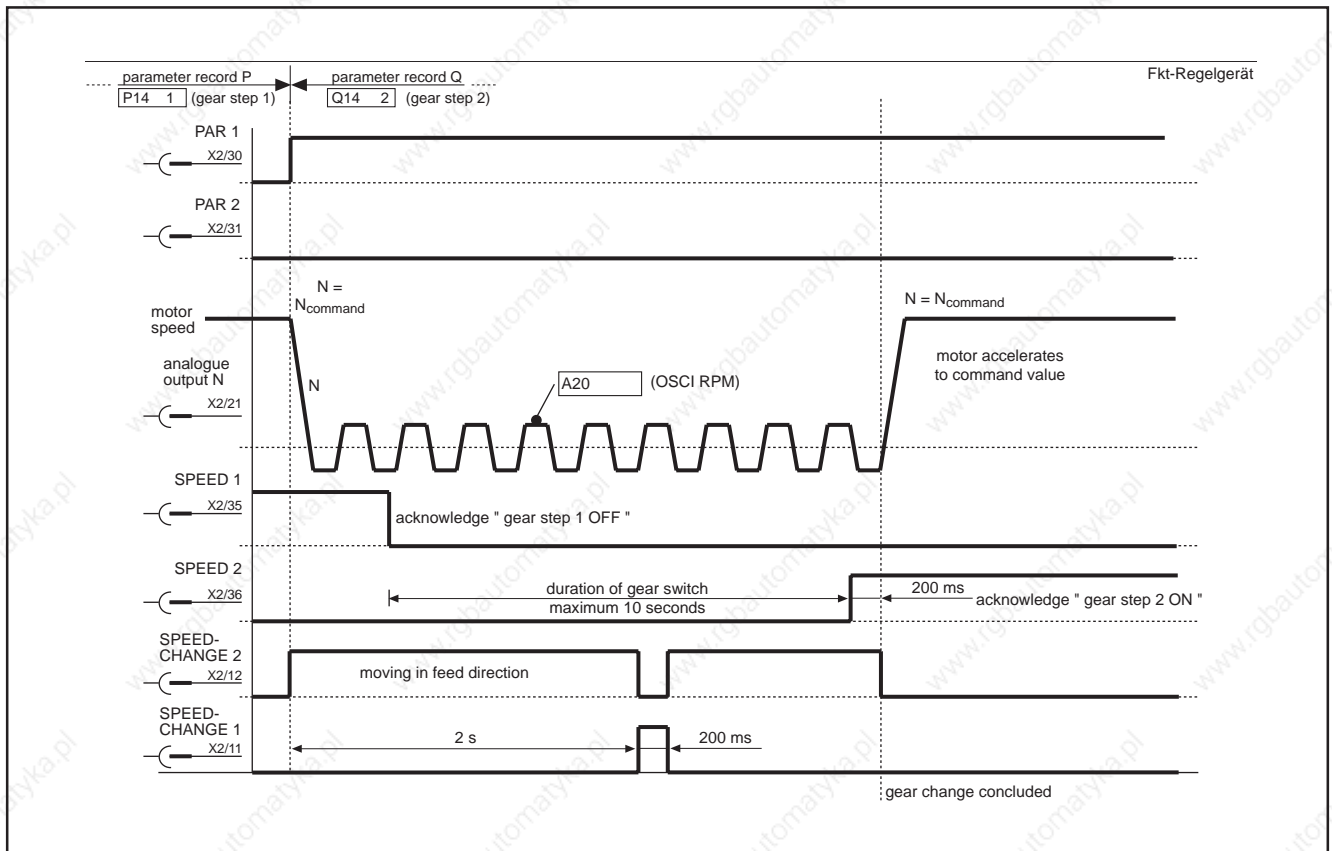 Fkt-Regelgerät
parameter record P
parameter record Q
P14 1 (gear step 1)
Q14 2 (gear step 2)
PAR 1
X2/30
PAR 2
X2/31
N =
Ncommand
N = Ncommand
motor
speed
analogue
output N
X2/21
N
A20 (OSCI RPM)
motor accelerates
to command value
SPEED 1
X2/35
acknowledge " gear step 1 OFF "
SPEED 2
X2/36
duration of gear switch
maximum 10 seconds
200 ms
acknowledge " gear step 2 ON "
SPEED-
CHANGE 2
X2/12
moving in feed direction
SPEED-
CHANGE 1
X2/11
2 s
200 ms
gear change concluded
www.rgbautomatyka.pl